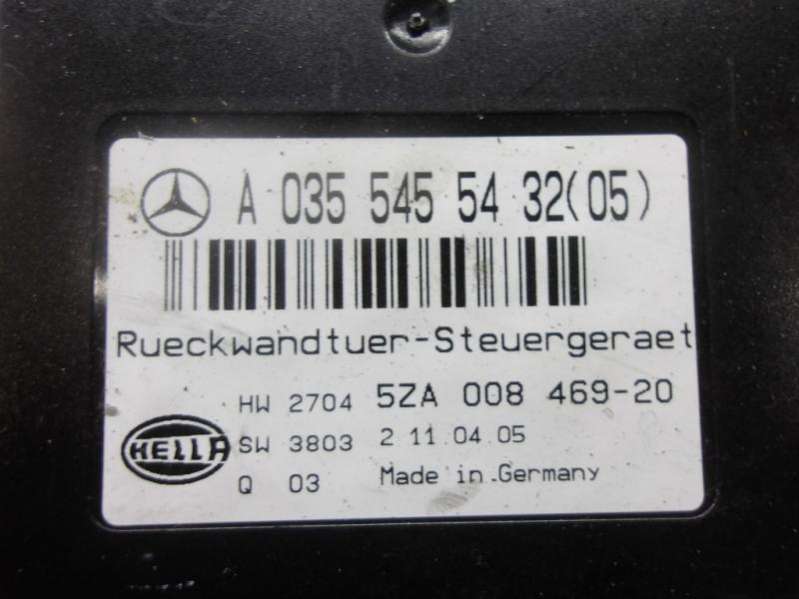 A 035 545 54 32(05)
Rueckwandtuer-Steuergeraet
HW 2704 5ZA 008 469-20
HELLA SW 3803 2 11.04.05
Q 03 Made in Germany